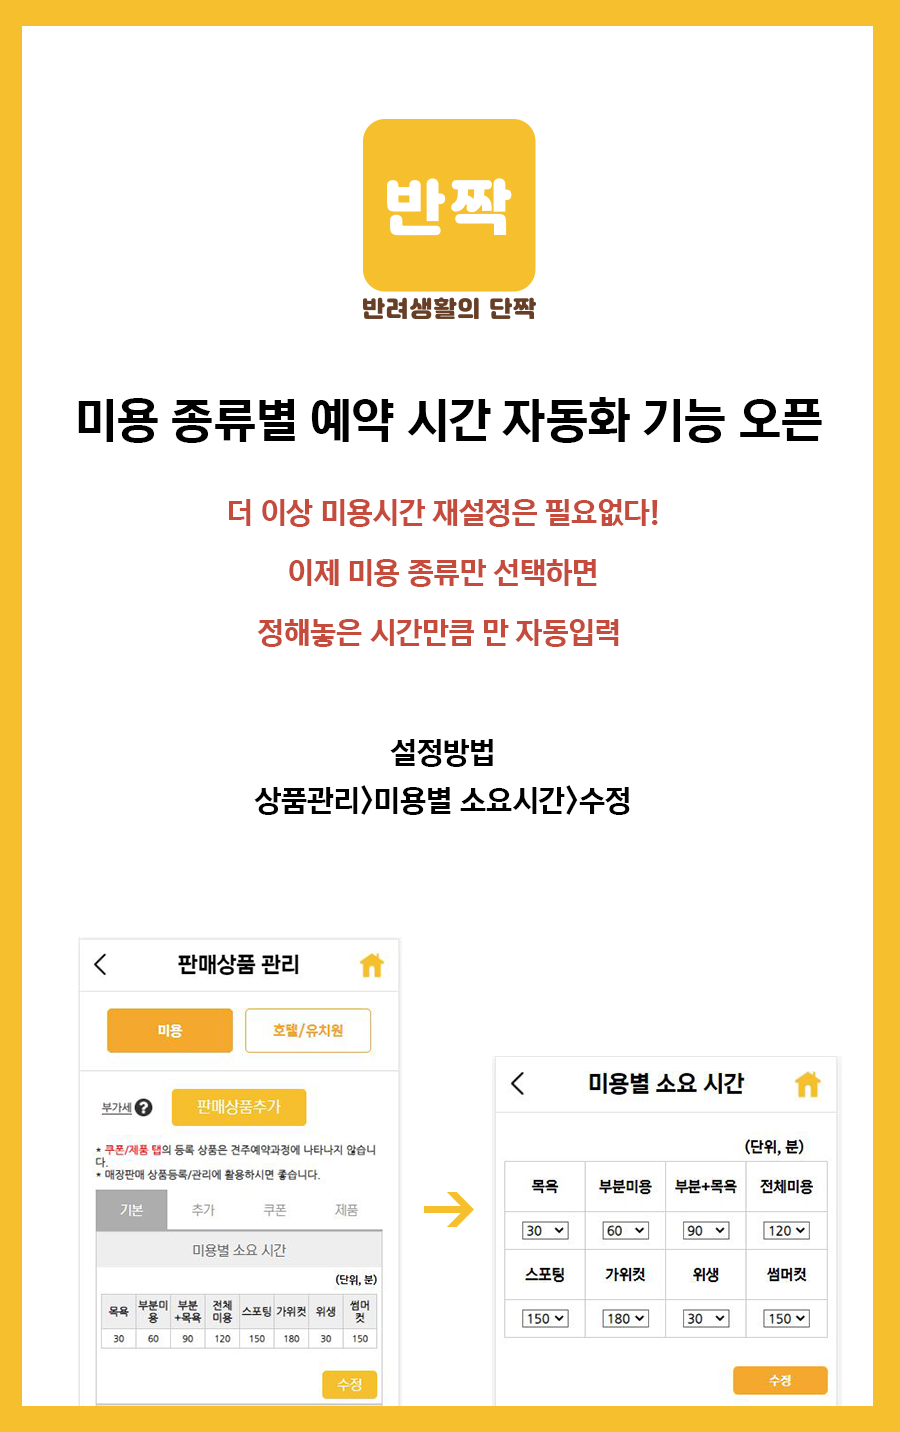 반짝
반려생활의 단짝
미용 종류별 예약 시간 자동화 기능 오픈
더 이상 미용시간 재설정은 필요없다!
이제 미용 종류만 선택하면
정해놓은 시간만큼 만 자동입력
설정방법
상품관리>미용별 소요시간>수정
판매상품 관리
미용 호텔/유치원
부가세 ? 판매상품추가
* 쿠폰/제품 탭의 등록 상품은 견주예약과정에 나타나지 않습니
다.
* 매장판매 상품등록/관리에 활용하시면 좋습니다.
기본 추가 쿠폰 제품
미용별 소요 시간
(단위, 분)
목욕 부분미용 부분+목욕 전체미용 스포팅 가위컷 위생 썸머컷
30 60 90 120 150 180 30 150
수정
미용별 소요 시간
(단위, 분)
목욕 부분미용 부분+목욕 전체미용
30 60 90 120
스포팅 가위컷 위생 썸머컷
150 180 30 150
수정